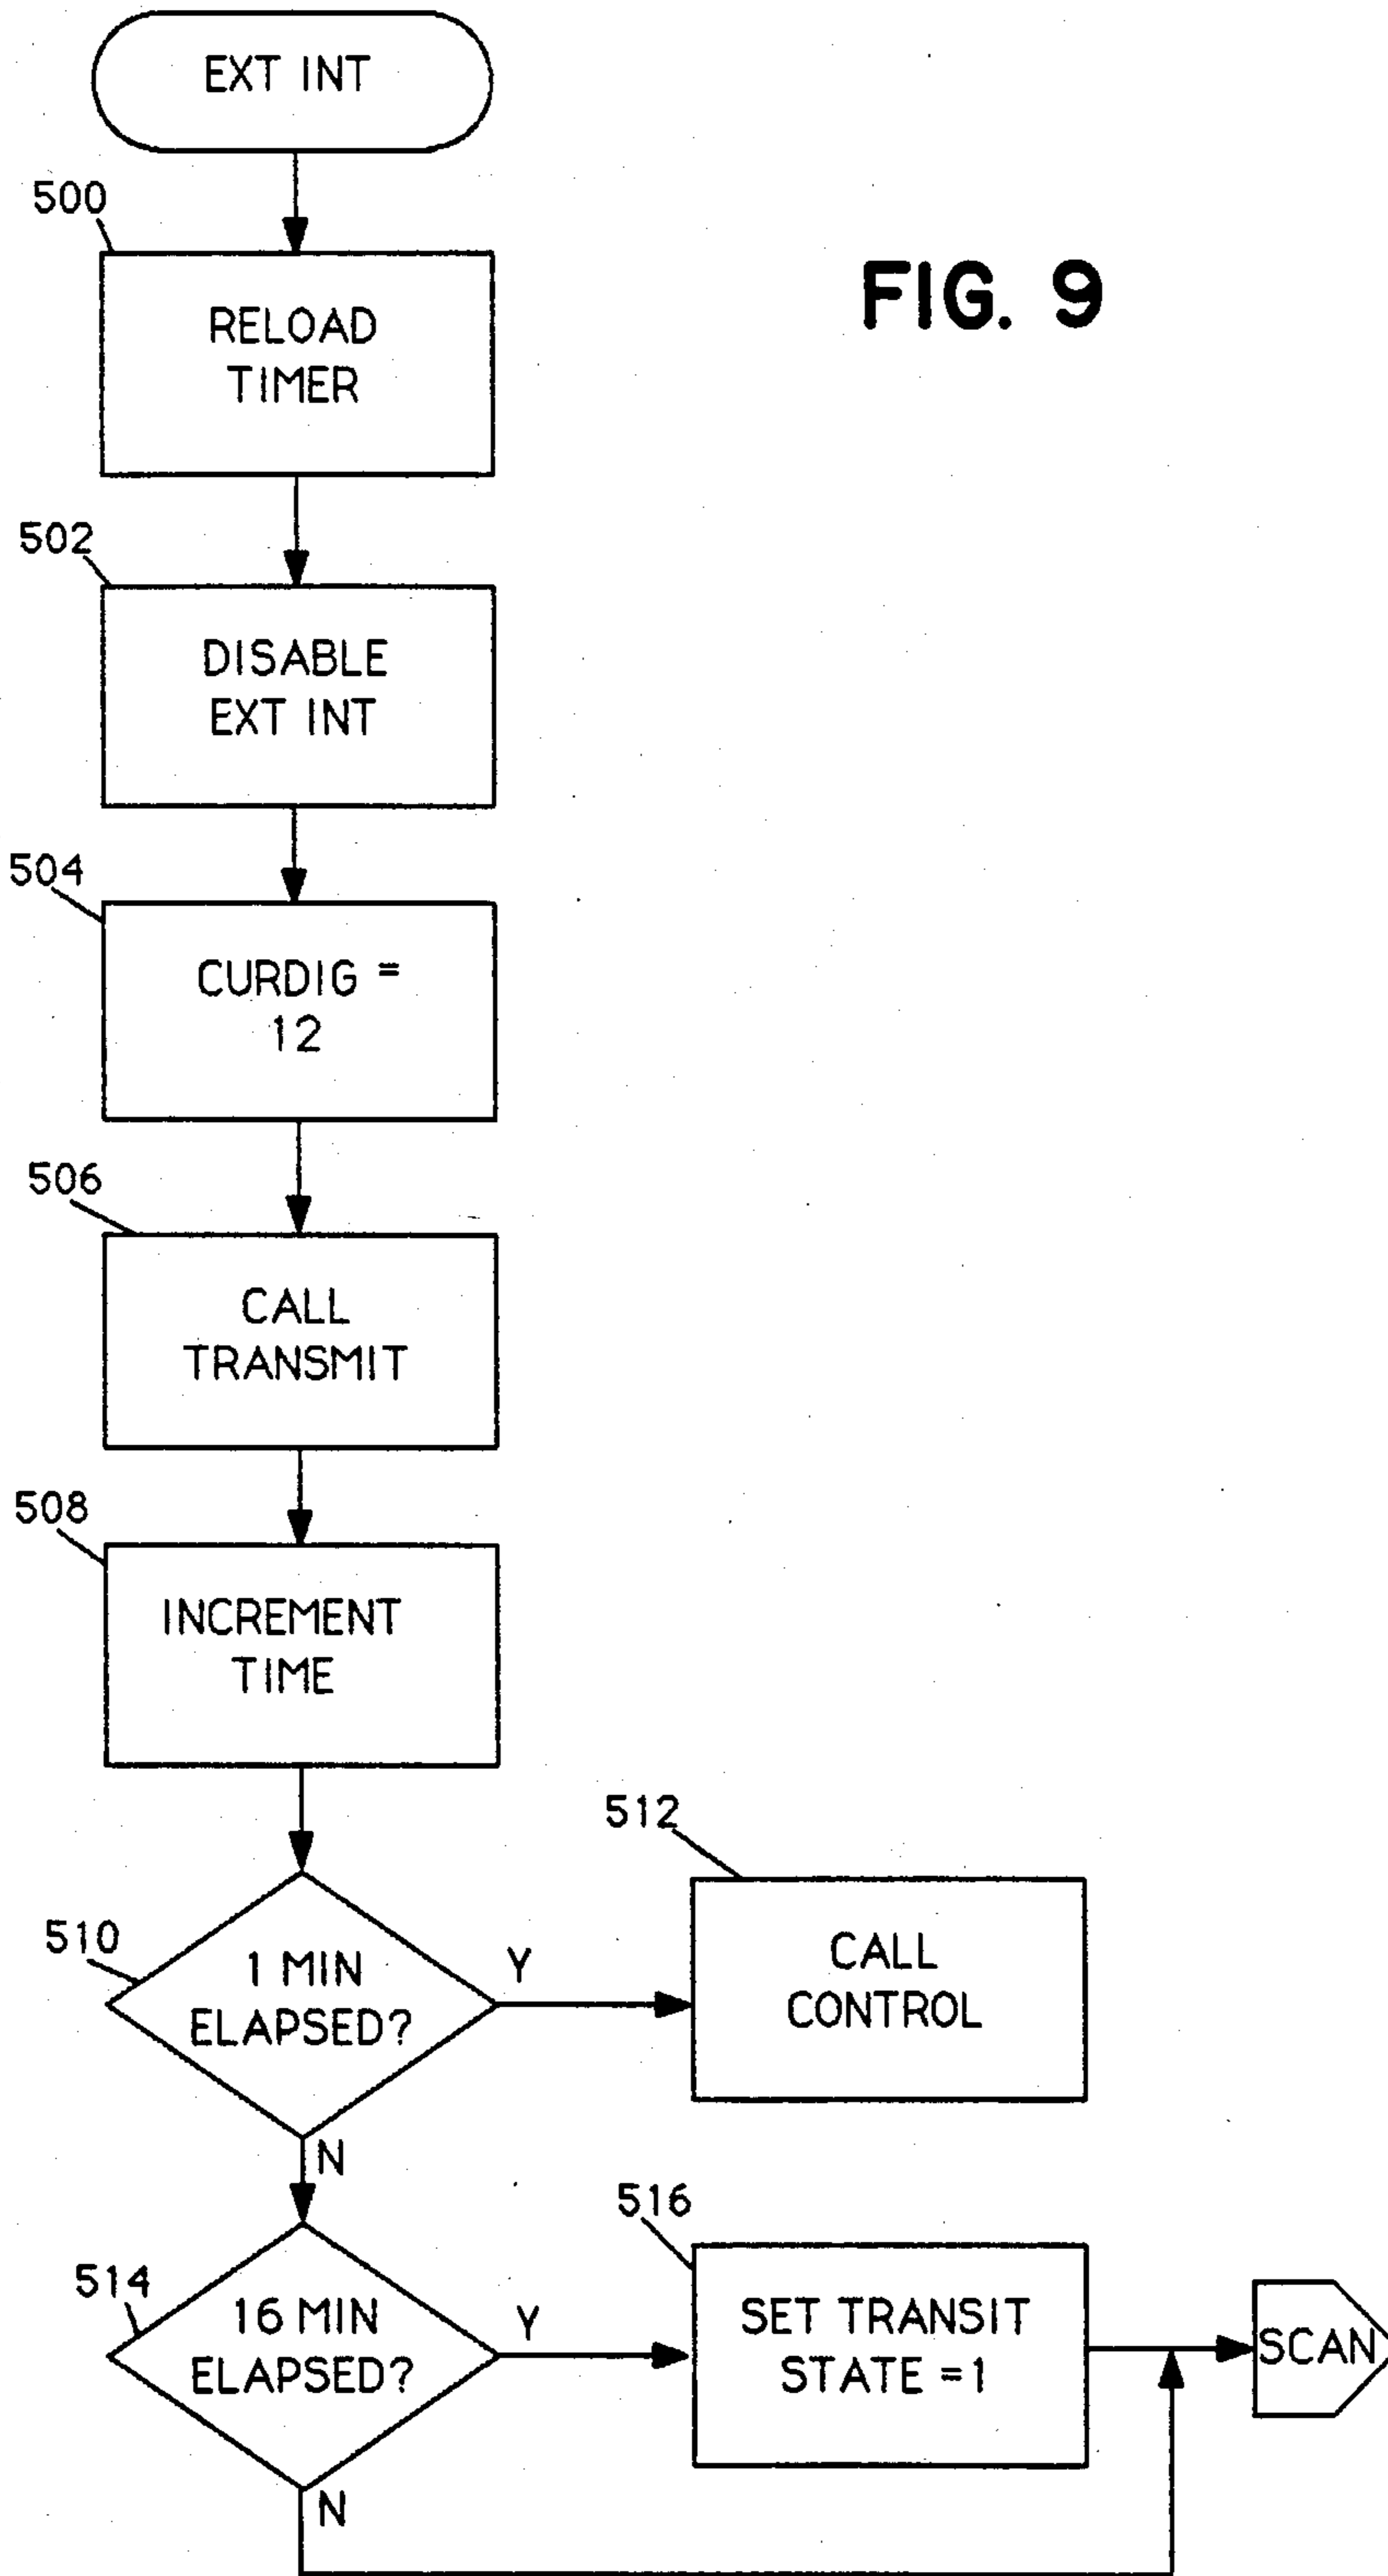 EXT INT
500
RELOAD
TIMER
FIG. 9
502
DISABLE
EXT INT
504
CURDIG =
12
506
CALL
TRANSMIT
508
INCREMENT
TIME
510
1 MIN
ELAPSED?
Y
N
512
CALL
CONTROL
514
16 MIN
ELAPSED?
Y
N
516
SET TRANSIT
STATE =1
SCAN